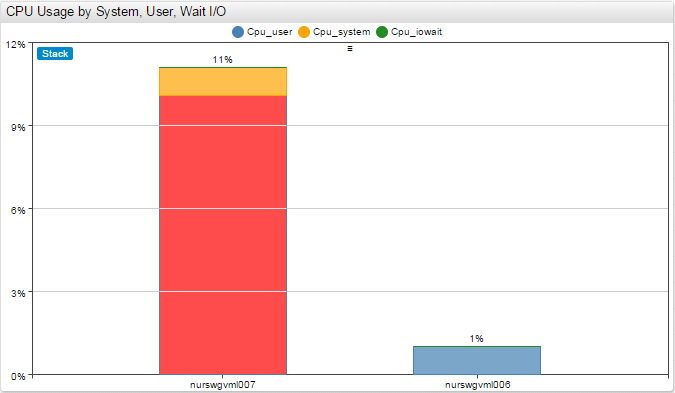 CPU Usage by System, User, Wait I/O
Cpu_user Cpu_system Cpu_iowait
12%
Stack
11%
9%
6%
3%
1%
0%
nurswgvml007 nurswgvml006